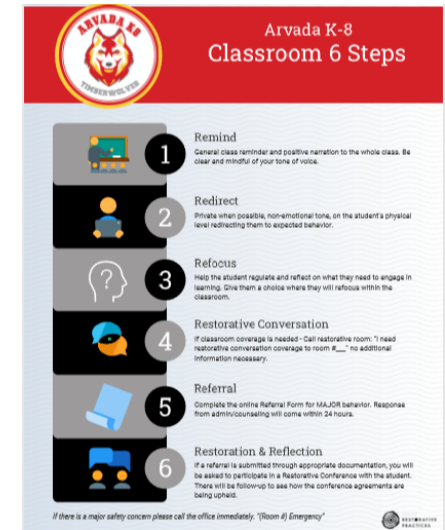 ARVADA K8
TIMBERWOLVES
Arvada K-8
Classroom 6 Steps
1
Remind
General class reminder and positive narration to the whole class. Be
clear and mindful of your tone of voice.
2
Redirect
Private when possible, non-emotional tone, on the student's physical
level redirecting them to expected behavior.
?
3
Refocus
Help the student regulate and reflect on what they need to engage in
learning. Give them a choice where they will refocus within the
classroom.
4
Restorative Conversation
If classroom coverage is needed - Call restorative room: "I need
restorative conversation coverage to room #__" no additional
information necessary.
5
Referral
Complete the online Referral Form for MAJOR behavior. Response
from admin/counseling will come within 24 hours.
6
Restoration & Reflection
If a referral is submitted through appropriate documentation, you will
be asked to participate in a Restorative Conference with the student.
There will be follow-up to see how the conference agreements are
being upheld.
If there is a major safety concern please call the office immediately. "(Room #) Emergency"
RESTORATIVE
PRACTICES